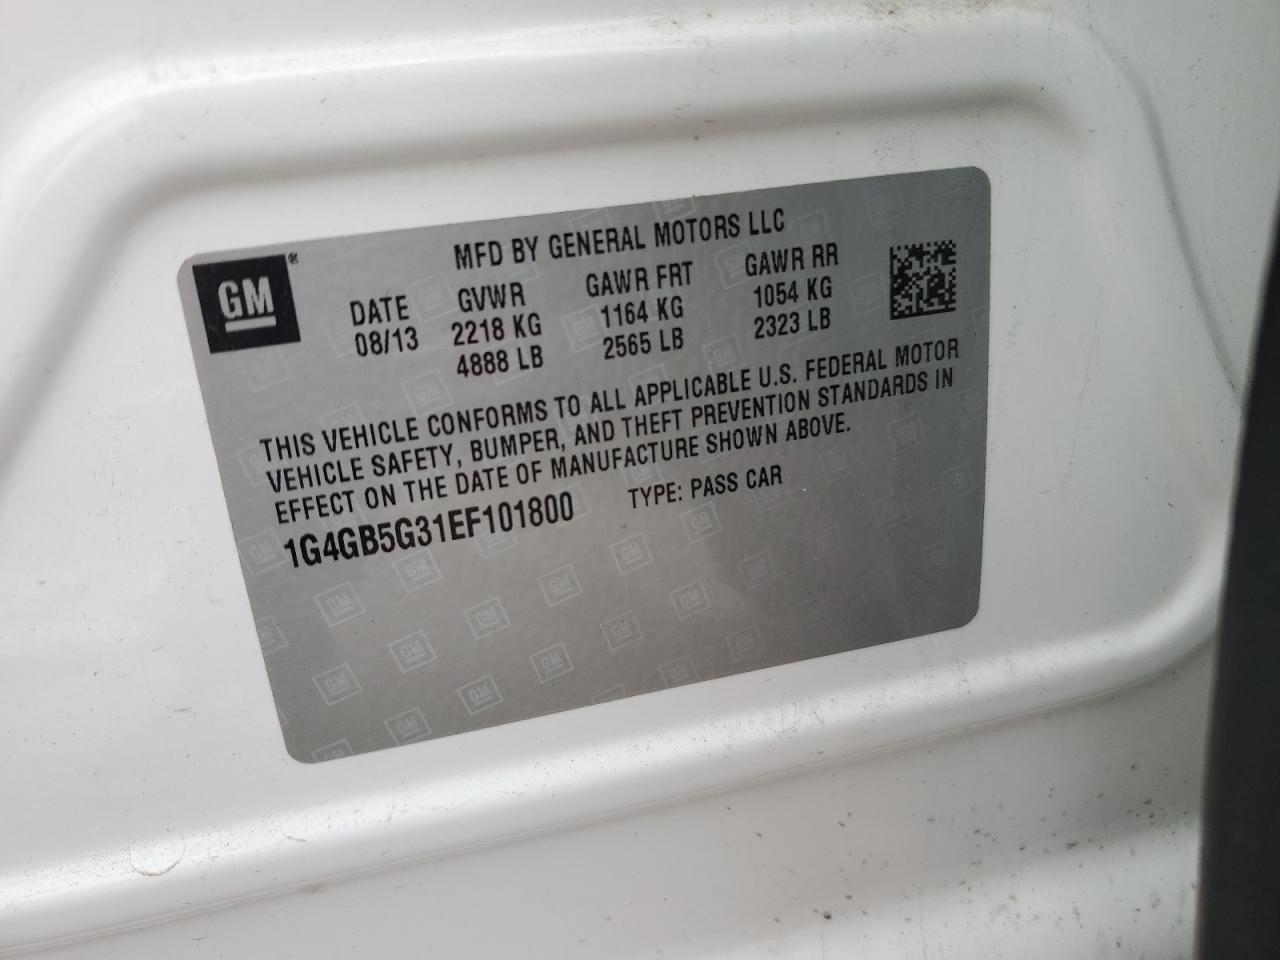 GM®
MFD BY GENERAL MOTORS LLC
DATE GVWR GAWR FRT GAWR RR
08/13 2218 KG 1164 KG 1054 KG
4888 LB 2565 LB 2323 LB
THIS VEHICLE CONFORMS TO ALL APPLICABLE U.S. FEDERAL MOTOR
VEHICLE SAFETY, BUMPER, AND THEFT PREVENTION STANDARDS IN
EFFECT ON THE DATE OF MANUFACTURE SHOWN ABOVE.
1G4GB5G31EF101800 TYPE: PASS CAR